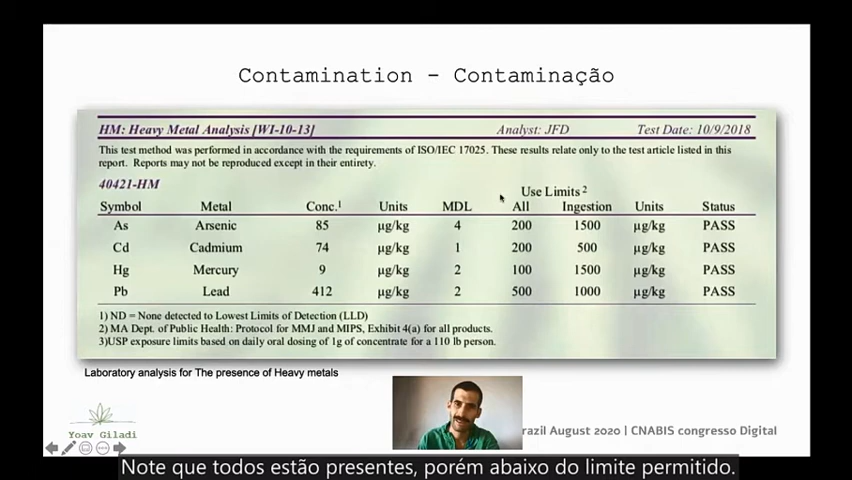 Contamination - Contaminação
HM: Heavy Metal Analysis [WI-10-13] Analyst: JFD Test Date: 10/9/2018
This test method was performed in accordance with the requirements of ISO/IEC 17025. These results relate only to the test article listed in this
report. Reports may not be reproduced except in their entirety.
40421-HM Use Limits2
Symbol Metal Conc.1 Units MDL All Ingestion Units Status
As Arsenic 85 µg/kg 4 200 1500 µg/kg PASS
Cd Cadmium 74 µg/kg 1 200 500 µg/kg PASS
Hg Mercury 9 µg/kg 2 100 1500 µg/kg PASS
Pb Lead 412 µg/kg 2 500 1000 µg/kg PASS
1) ND = None detected to Lowest Limits of Detection (LLD)
2) MA Dept. of Public Health: Protocol for MMJ and MIPS, Exhibit 4(a) for all products.
3)USP exposure limits based on daily oral dosing of 1g of concentrate for a 110 lb person.
Laboratory analysis for The presence of Heavy metals
Yoav Giladi
razil August 2020 | CNABIS congresso Digital
Note que todos estão presentes, porém abaixo do limite permitido.